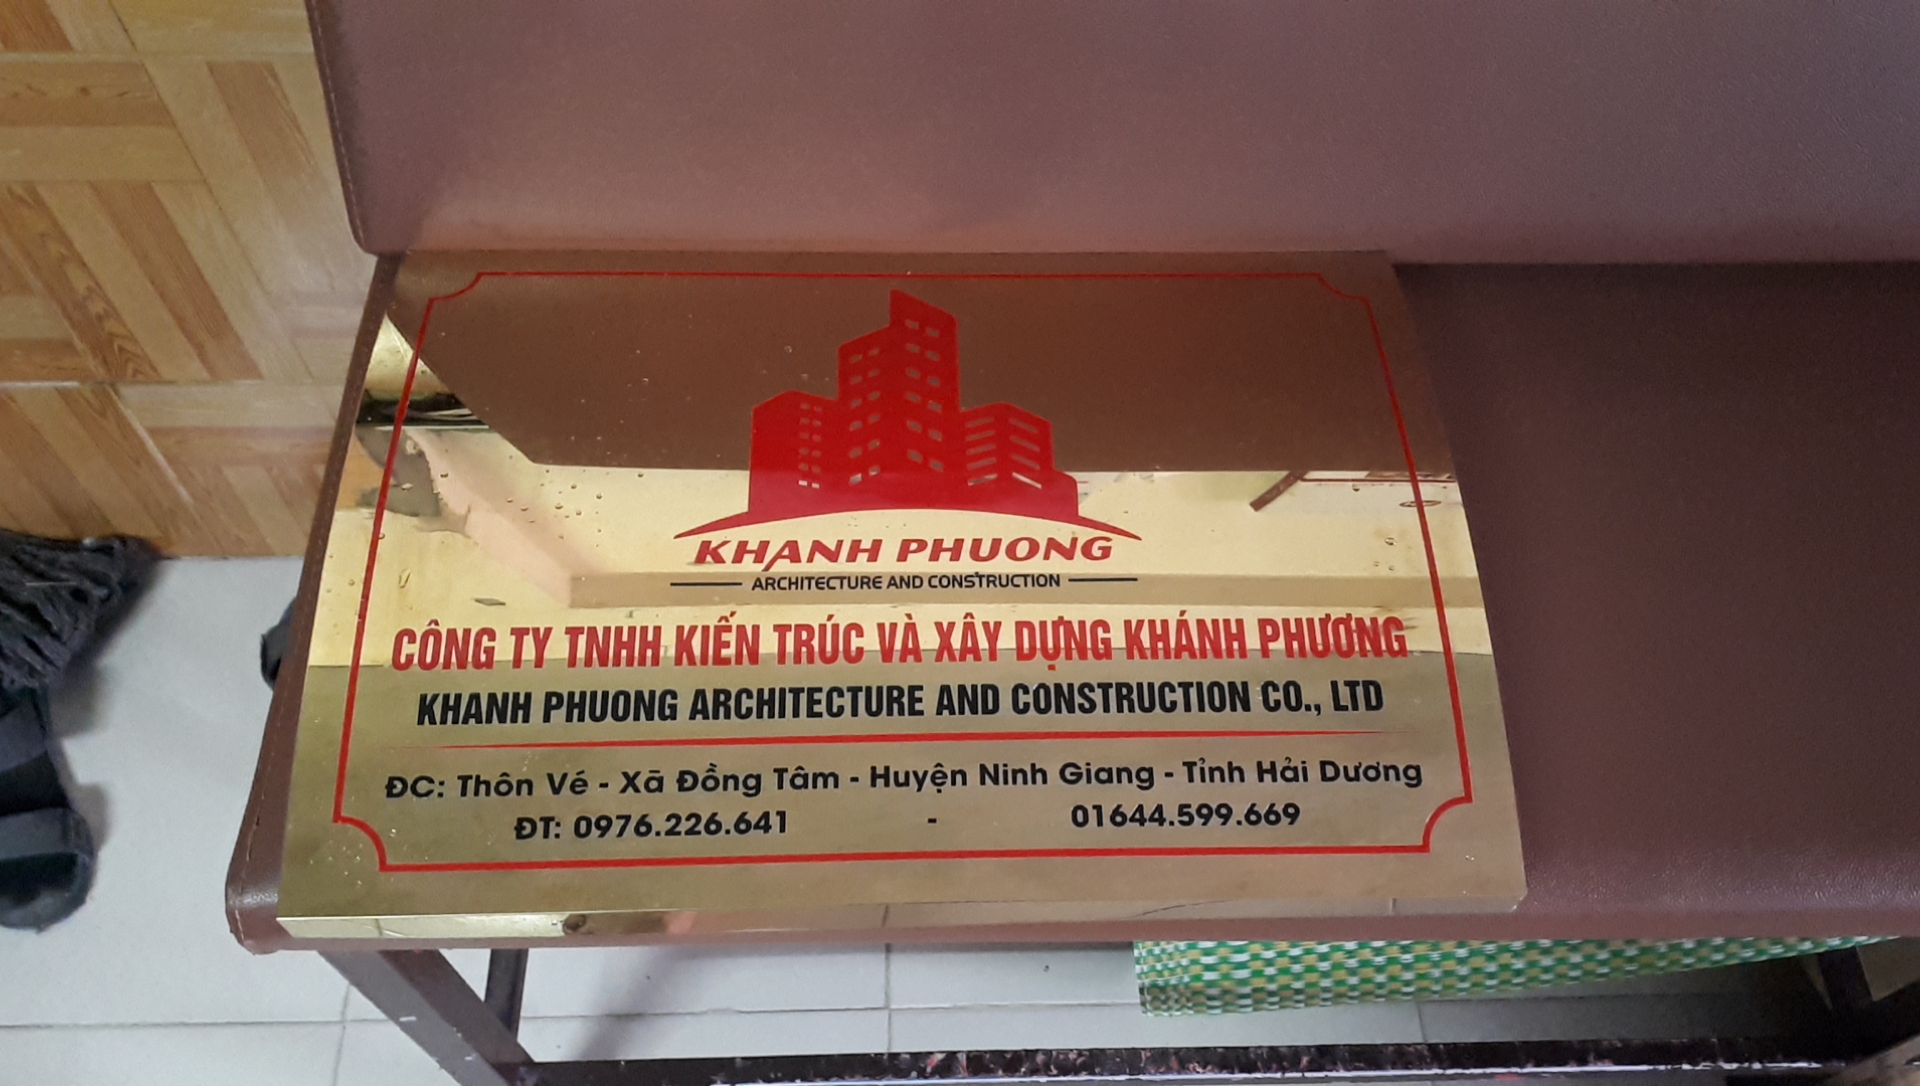 KHANH PHUONG
ARCHITECTURE AND CONSTRUCTION
CÔNG TY TNHH KIẾN TRÚC VÀ XÂY DỰNG KHÁNH PHƯƠNG
KHANH PHUONG ARCHITECTURE AND CONSTRUCTION CO., LTD
ĐC: Thôn Vé - Xã Đồng Tâm - Huyện Ninh Giang - Tỉnh Hải Dương
ĐT: 0976.226.641 - 01644.599.669